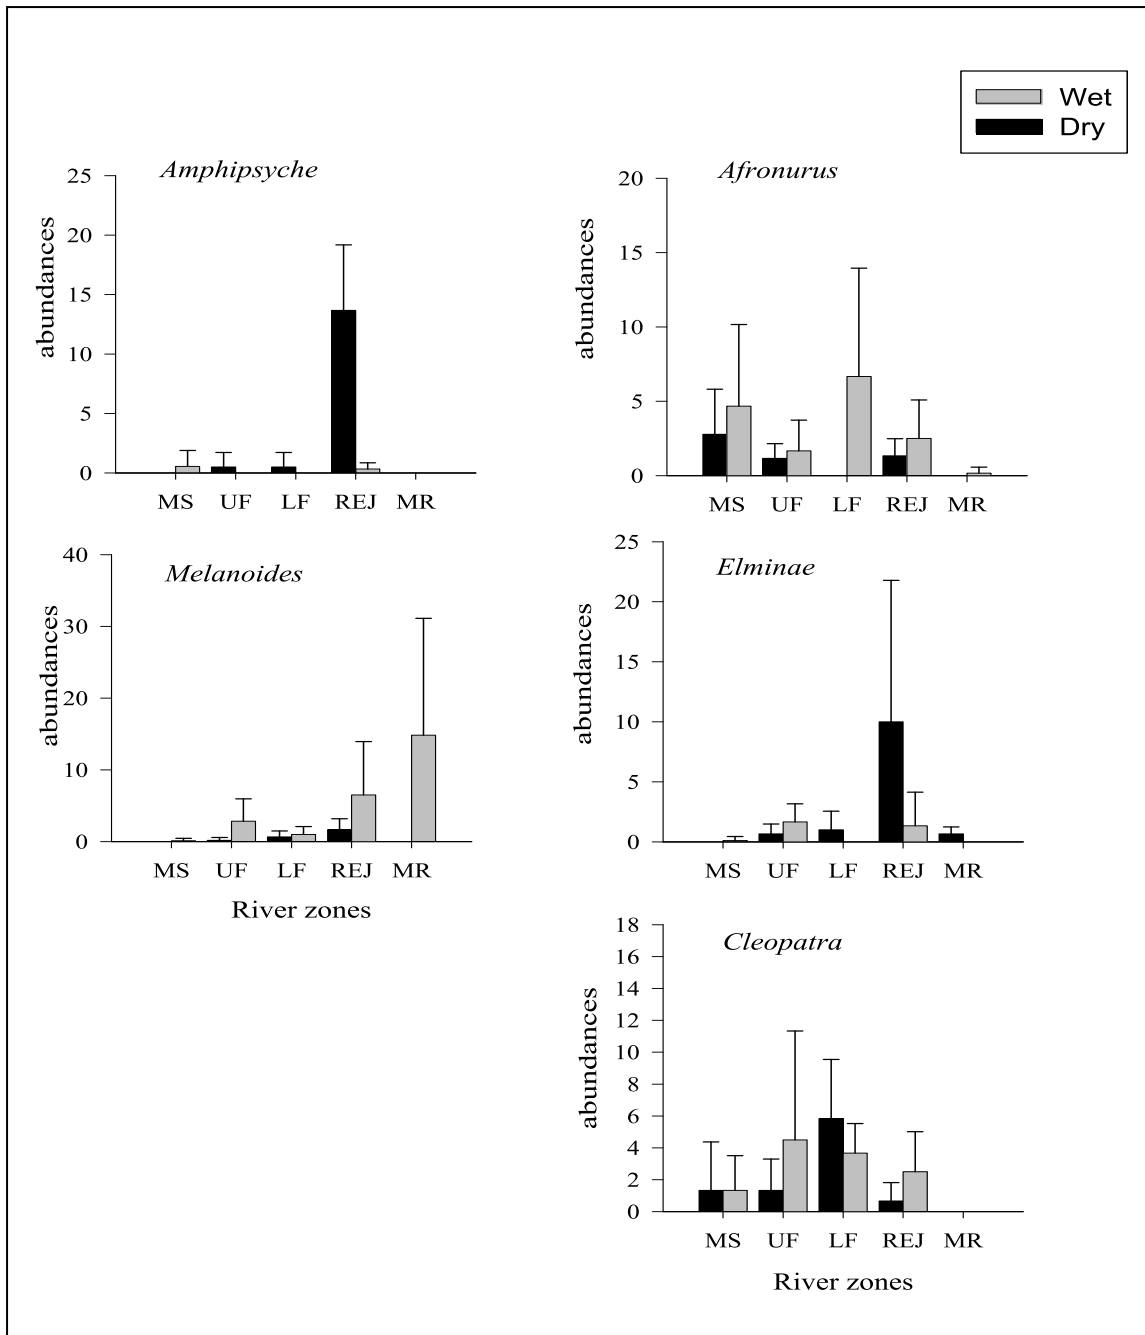 Wet
Dry
Amphipsyche
25
20
15
10
5
0
abundances
MS UF LF REJ MR
Afronurus
20
15
10
5
0
abundances
MS UF LF REJ MR
Melanoides
40
30
20
10
0
abundances
MS UF LF REJ MR
River zones
Elminae
25
20
15
10
5
0
abundances
MS UF LF REJ MR
Cleopatra
18
16
14
12
10
8
6
4
2
0
abundances
MS UF LF REJ MR
River zones